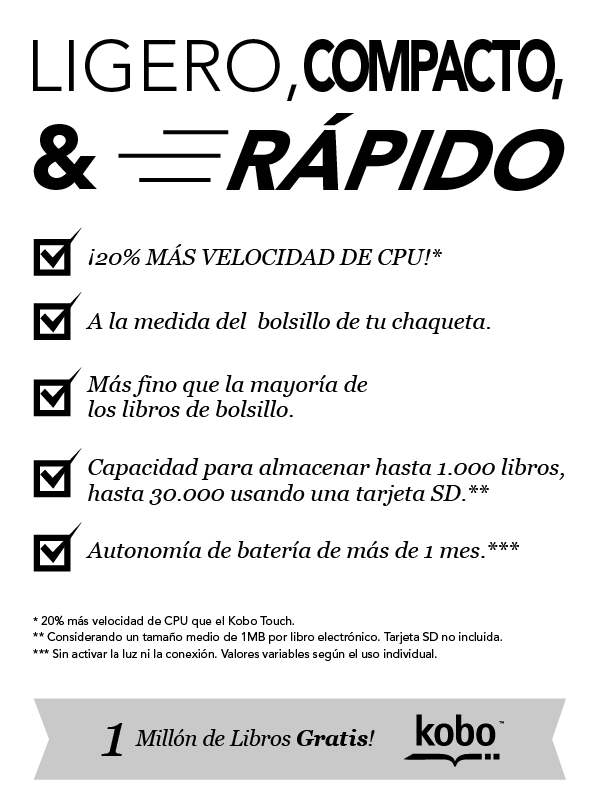 LIGERO, COMPACTO,
& RÁPIDO
¡20% MÁS VELOCIDAD DE CPU!*
A la medida del bolsillo de tu chaqueta.
Más fino que la mayoría de
los libros de bolsillo.
Capacidad para almacenar hasta 1.000 libros,
hasta 30.000 usando una tarjeta SD.**
Autonomía de batería de más de 1 mes.***
* 20% más velocidad de CPU que el Kobo Touch.
** Considerando un tamaño medio de 1MB por libro electrónico. Tarjeta SD no incluida.
*** Sin activar la luz ni la conexión. Valores variables según el uso individual.
1 Millón de Libros Gratis! kobo™